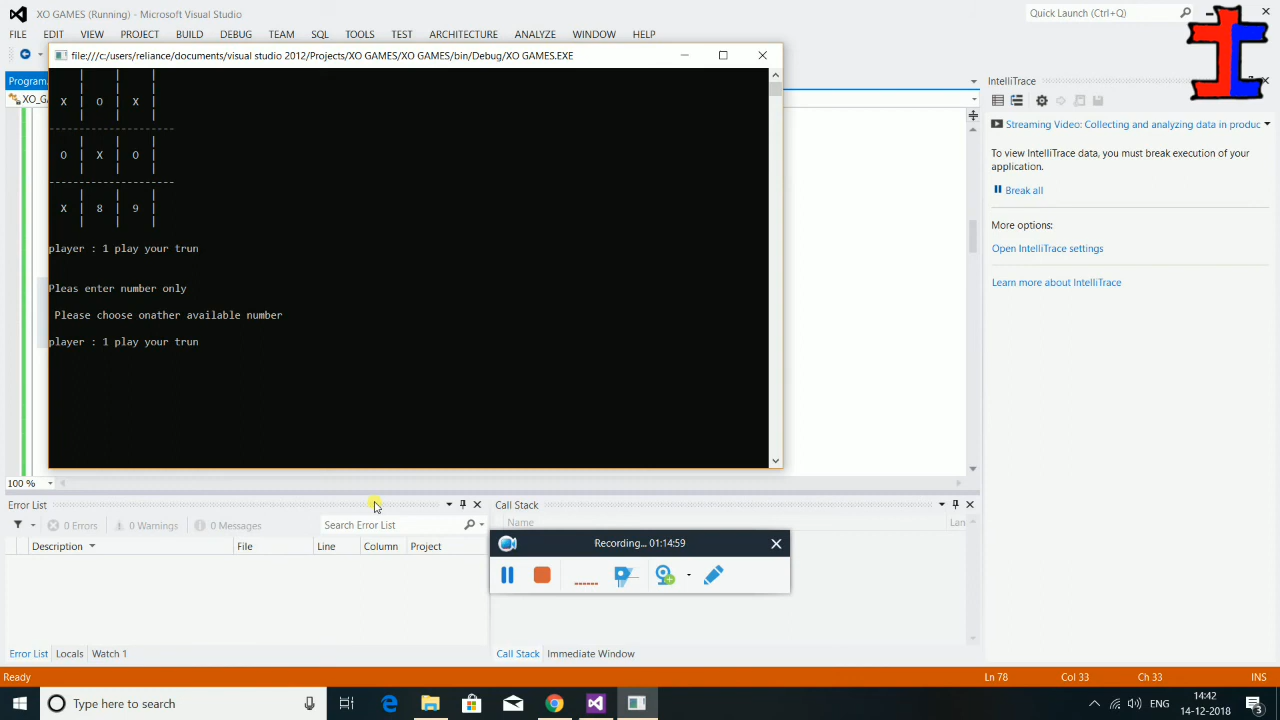 XO GAMES (Running) - Microsoft Visual Studio
Quick Launch (Ctrl+Q)
FILE EDIT VIEW PROJECT BUILD DEBUG TEAM SQL TOOLS TEST ARCHITECTURE ANALYZE WINDOW HELP
file:///c:/users/reliance/documents/visual studio 2012/Projects/XO GAMES/XO GAMES/bin/Debug/XO GAMES.EXE
Program.
XO_G
X | O | X |
-------------------
O | X | O |
-------------------
X | 8 | 9 |
player : 1 play your trun
Pleas enter number only
Please choose onather available number
player : 1 play your trun
IntelliTrace
Streaming Video: Collecting and analyzing data in produc
To view IntelliTrace data, you must break execution of your
application.
Break all
More options:
Open IntelliTrace settings
Learn more about IntelliTrace
100 %
Error List
0 Errors 0 Warnings 0 Messages
Search Error List
Description File Line Column Project
Call Stack
Name Lan
Recording... 01:14:59
Error List Locals Watch 1
Call Stack Immediate Window
Ready Ln 78 Col 33 Ch 33 INS
Type here to search
ENG
14:42
14-12-2018
3